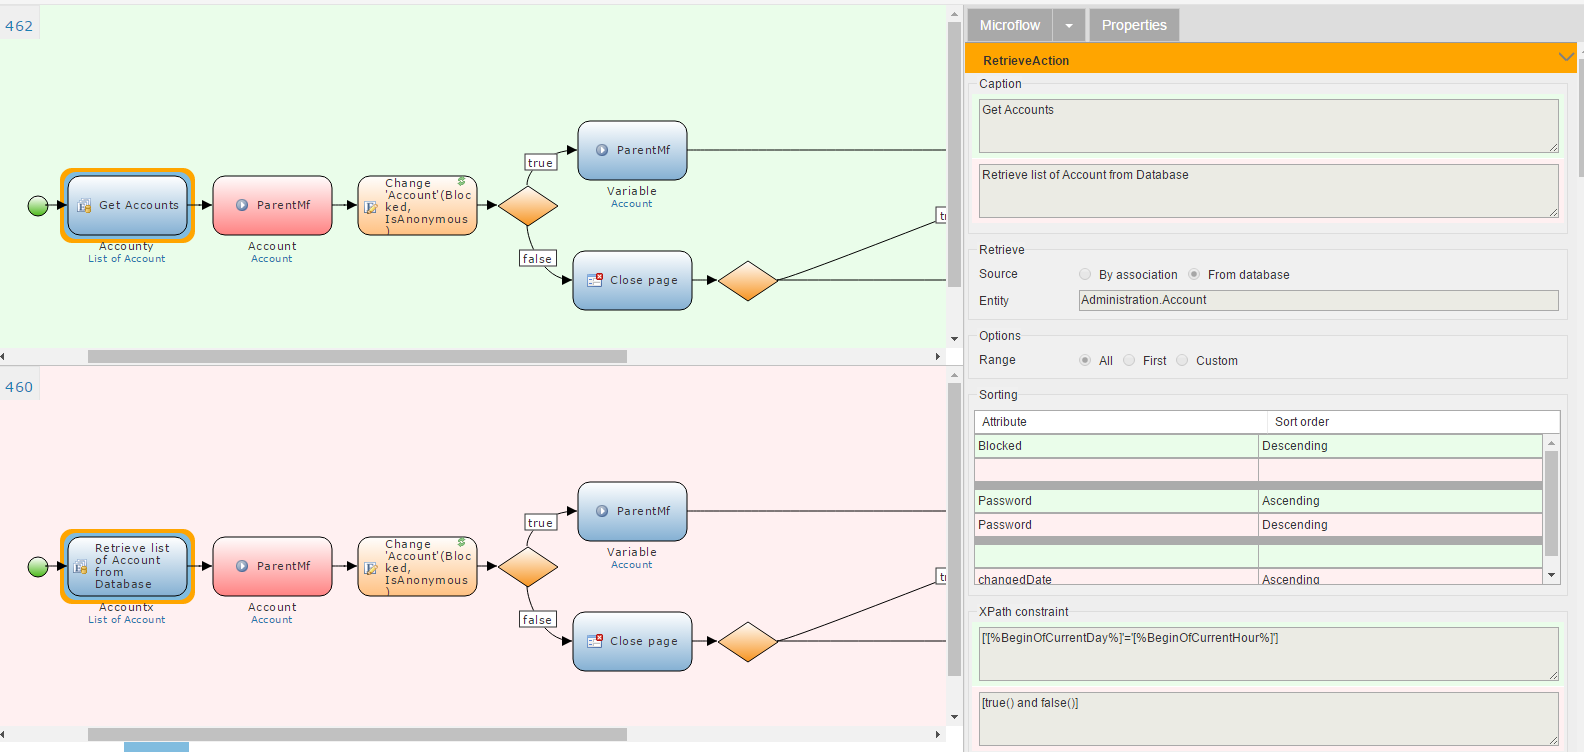 462
true
ParentMf
Variable
Account
Get Accounts
Accounty
List of Account
ParentMf
Account
Account
Change
'Account'(Bloc
ked,
IsAnonymous
)
false
Close page
460
true
ParentMf
Variable
Account
Retrieve list
of Account
from
Database
Accountx
List of Account
ParentMf
Account
Account
Change
'Account'(Bloc
ked,
IsAnonymous
)
false
Close page
Microflow
Properties
RetrieveAction
Caption
Get Accounts
Retrieve list of Account from Database
Retrieve
Source By association From database
Entity Administration.Account
Options
Range All First Custom
Sorting
Attribute Sort order
Blocked Descending
Password Ascending
Password Descending
changedDate Ascending
XPath constraint
['[%BeginOfCurrentDay%]'='[%BeginOfCurrentHour%]']
[true() and false()]